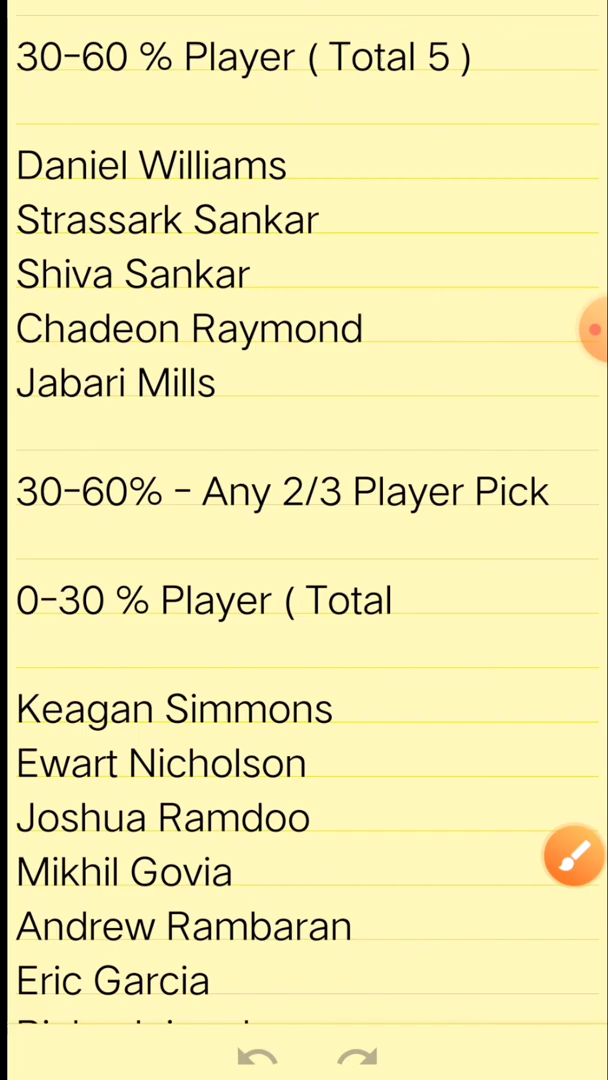 30-60 % Player ( Total 5 )
Daniel Williams
Strassark Sankar
Shiva Sankar
Chadeon Raymond
Jabari Mills
30-60% - Any 2/3 Player Pick
0-30 % Player ( Total
Keagan Simmons
Ewart Nicholson
Joshua Ramdoo
Mikhil Govia
Andrew Rambaran
Eric Garcia